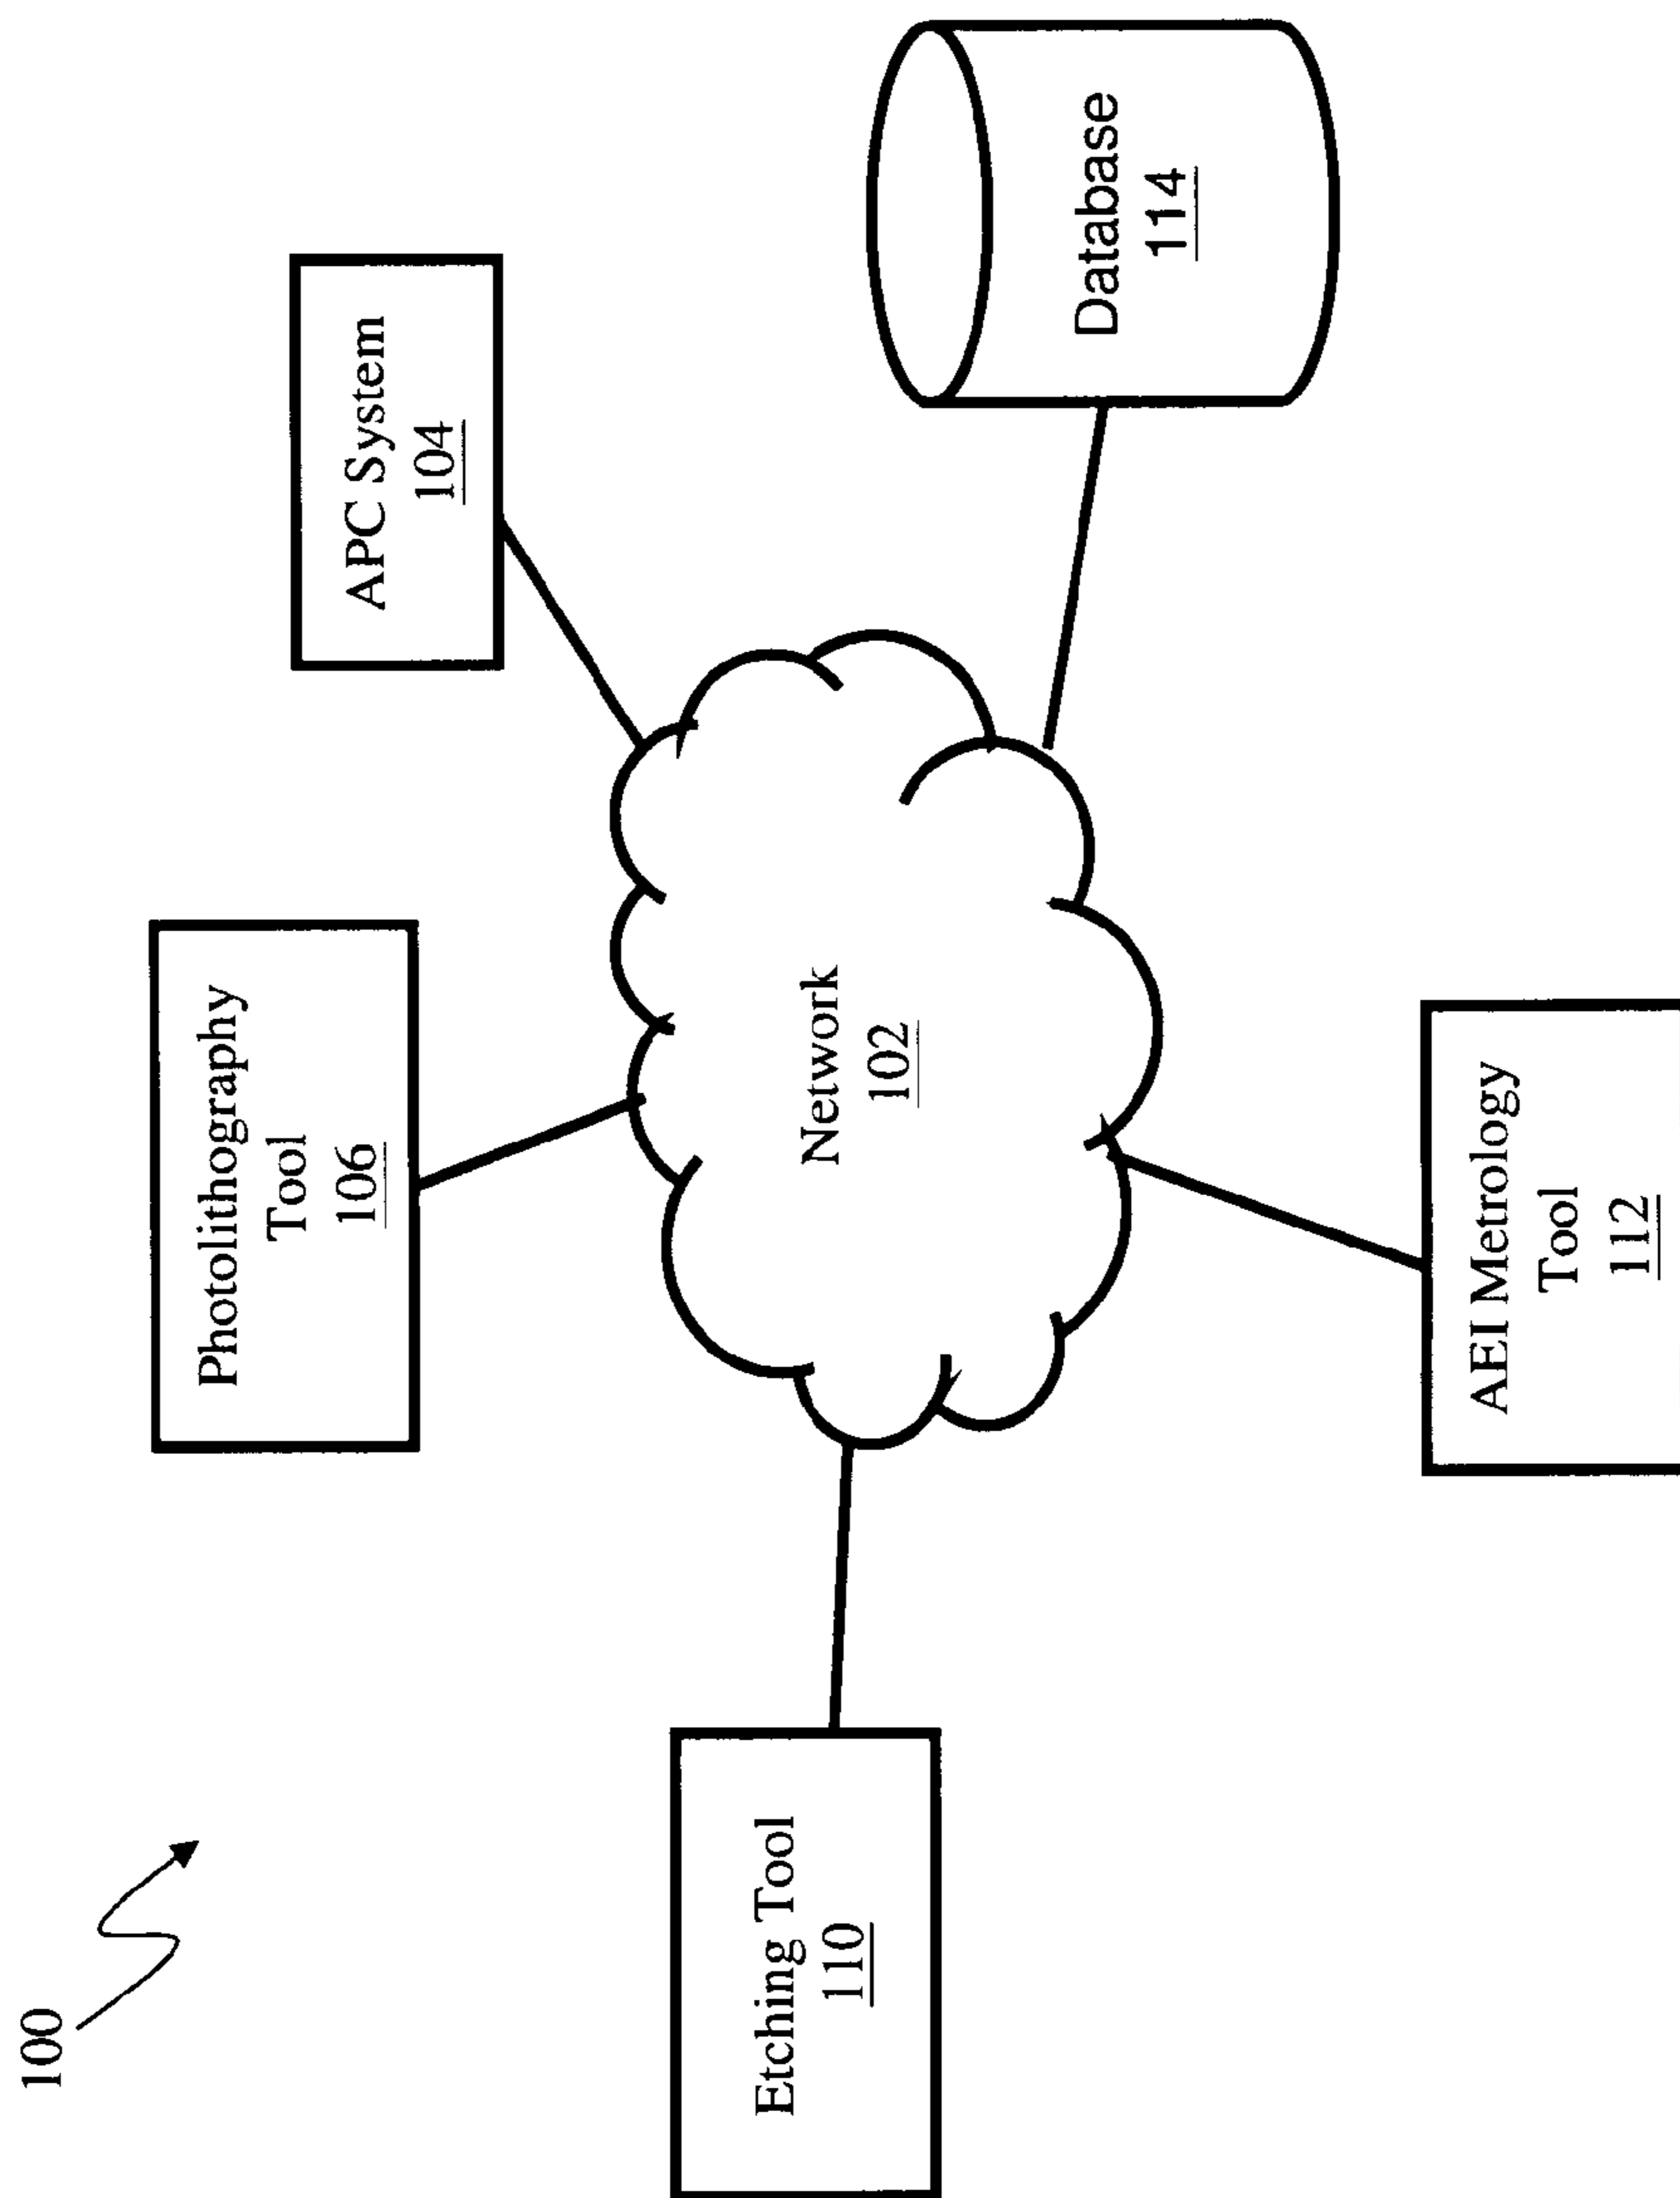 100
Photolithography
Tool
106
APC System
104
Etching Tool
110
Network
102
Database
114
AEI Metrology
Tool
112